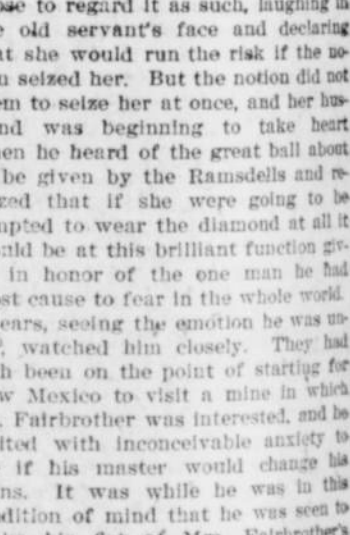 ose to regard it as such, laughing in
e old servant's face and declaring
at she would run the risk if the no-
n seized her. But the notion did not
em to seize her at once, and her hus-
nd was beginning to take heart
en he heard of the great ball about
be given by the Ramsdells and re-
zed that if she were going to be
mpted to wear the diamond at all it
uld be at this brilliant function giv-
in honor of the one man he had
st cause to fear in the whole world.
ears, seeing the emotion he was un-
watched him closely. They had
h been on the point of starting for
w Mexico to visit a mine in which
. Fairbrother was interested, and he
ited with inconceivable anxiety to
if his master would change his
ns. It was while he was in this
dition of mind that he was seen to
Fairbrother's